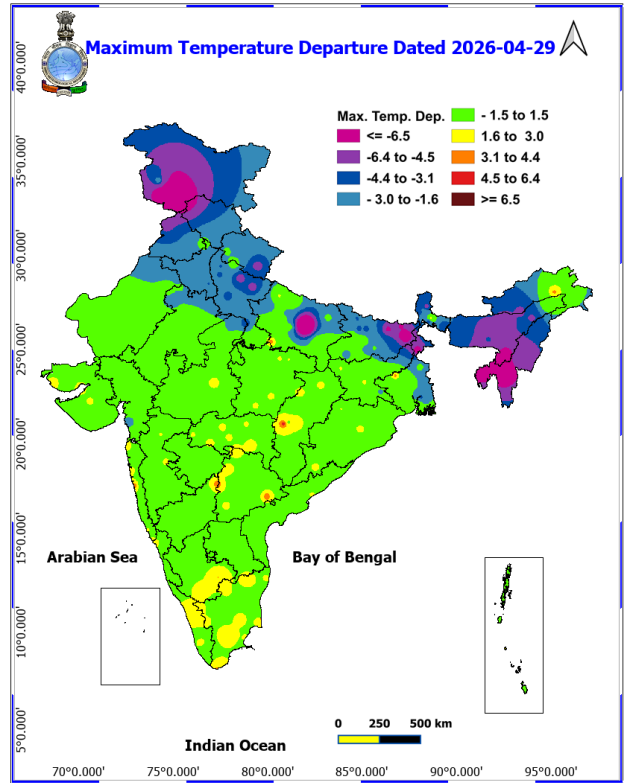 Maximum Temperature Departure Dated 2026-04-29
Max. Temp. Dep.
<= -6.5
-6.4 to -4.5
-4.4 to -3.1
- 3.0 to -1.6
- 1.5 to 1.5
1.6 to 3.0
3.1 to 4.4
4.5 to 6.4
>= 6.5
40°0.000'
35°0.000'
30°0.000'
25°0.000'
20°0.000'
15°0.000'
10°0.000'
5°0.000'
Arabian Sea
Bay of Bengal
Indian Ocean
0 250 500 km
70°0.000' 75°0.000' 80°0.000' 85°0.000' 90°0.000' 95°0.000'